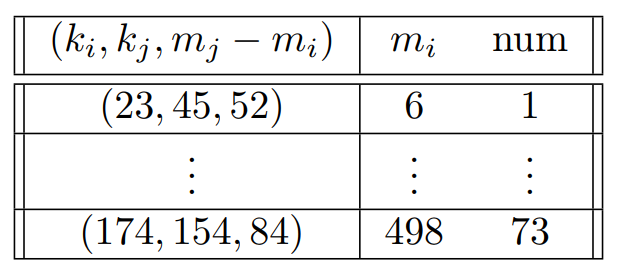 (k_i, k_j, m_j − m_i) m_i num
(23, 45, 52) 6 1
⋮ ⋮ ⋮
(174, 154, 84) 498 73